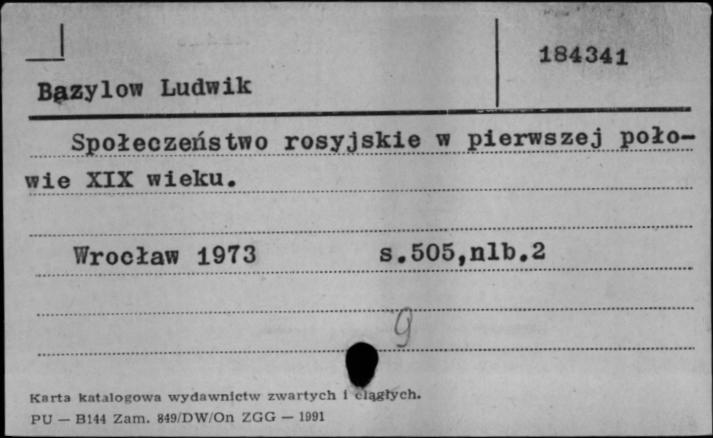 184341
Bazylow Ludwik
Społeczeństwo rosyjskie w pierwszej poło-
wie XIX wieku.
Wrocław 1973 s.505,nlb.2
9
Karta katalogowa wydawnictw zwartych i ciągłych.
PU — B144 Zam. 849/DW/On ZGG — 1991